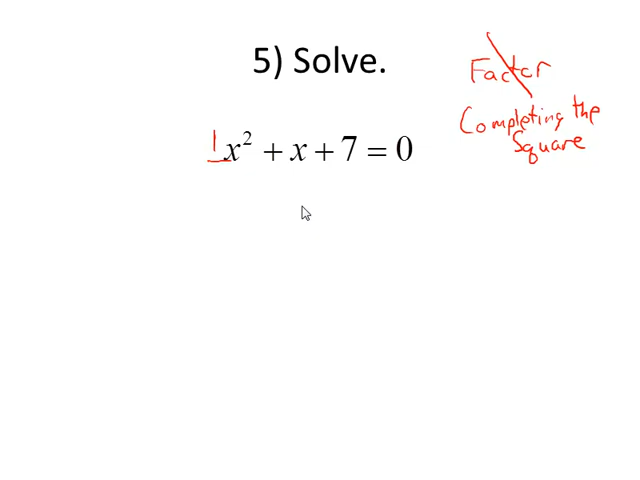 5) Solve.
Factor
Completing the
Square
1x² + x + 7 = 0